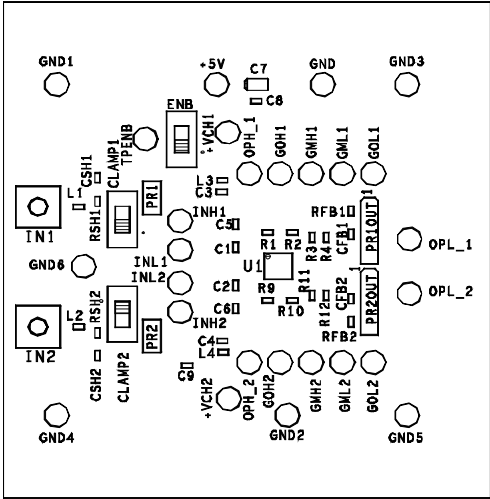 GND1
+5V
C7
GND
GND3
C8
ENB
+VCH1
TPENB
CLAMP1
OPH_1
GOH1
GMH1
GML1
GOL1
CSH1
L3
C3
PR1
L1
RSH1
INH1
C5
RFB1
1
PR1OUT
CFB1
IN1
R1
R2
R3
R4
OPL_1
INL1
C1
U1
GND6
INL2
C2
R11
1
PR2OUT
CFB2
OPL_2
RSH2
R9
R10
R12
C6
L2
INH2
RFB2
PR2
IN2
C4
L4
CSH2
CLAMP2
C9
+VCH2
OPH_2
GOH2
GMH2
GML2
GOL2
GND4
GND2
GND5